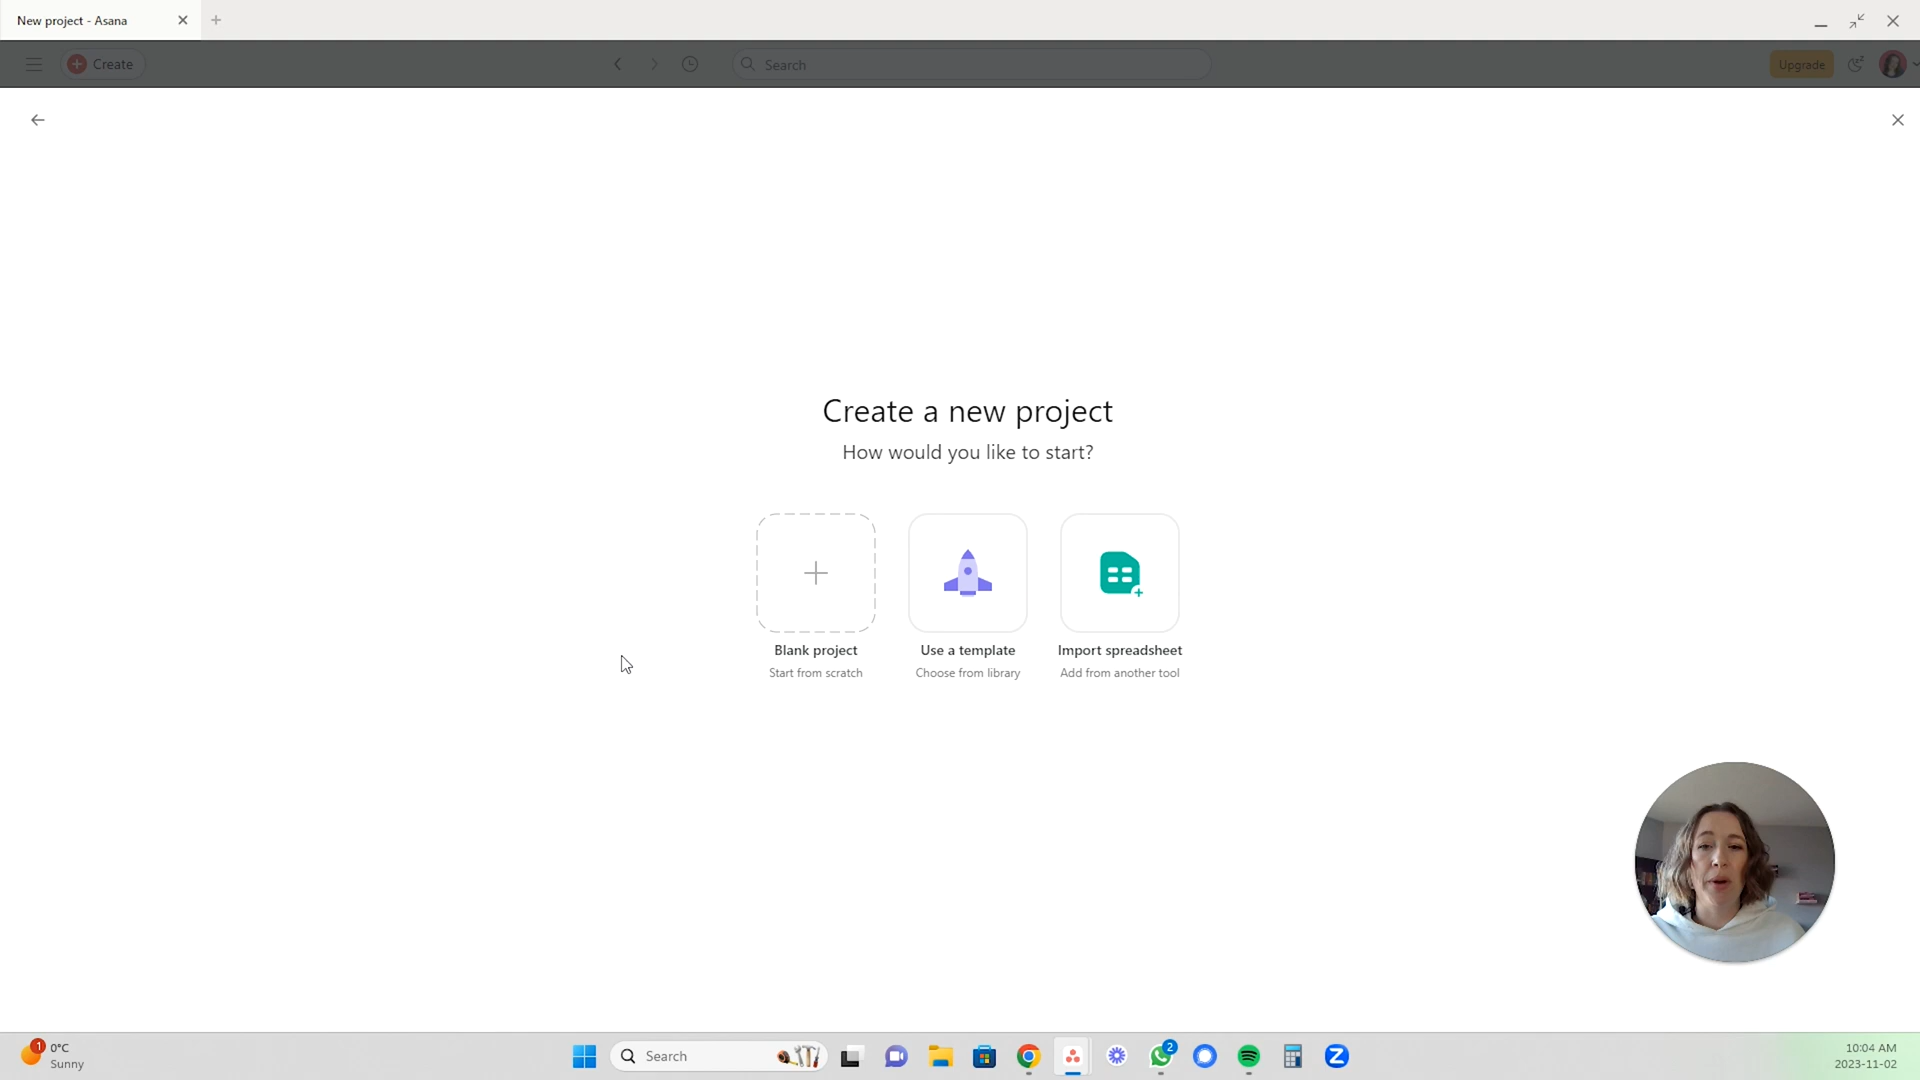 New project - Asana
Create
Search
Upgrade
Create a new project
How would you like to start?
Blank project
Use a template
Import spreadsheet
Start from scratch
Choose from library
Add from another tool
1
0°C
Sunny
Search
2
Z
10:04 AM
2023-11-02